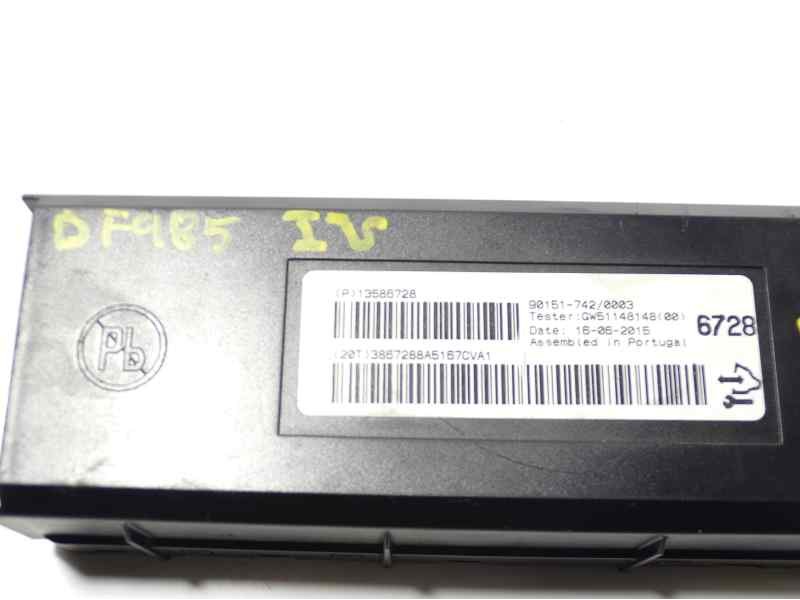 DF985 IV
Pb
(P)13586728
90151-742/0003
Tester:GW51148148(00)
Date: 16-06-2015
Assembled in Portugal
6728
(20T)3867288A5167CVA1